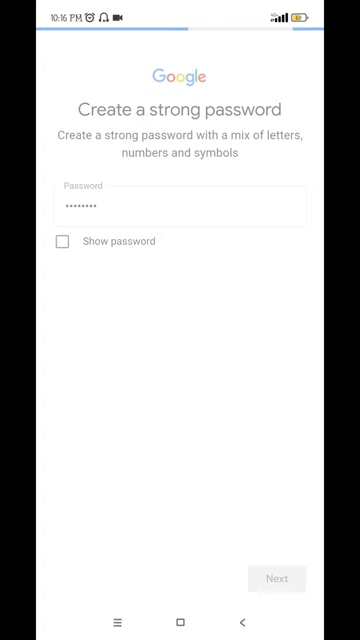 10:16 PM
Google
Create a strong password
Create a strong password with a mix of letters,
numbers and symbols
Password
••••••••
Show password
Next